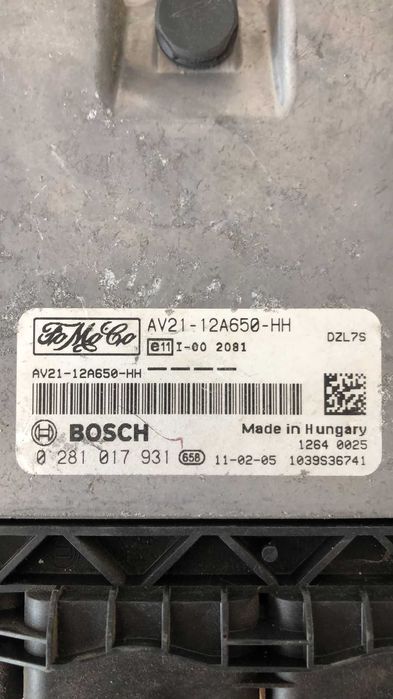 FoMoCo AV21-12A650-HH DZL7S
e11 I-00 2081
AV21-12A650-HH
BOSCH Made in Hungary
1264 0025
0 281 017 931 658 11-02-05 1039S36741